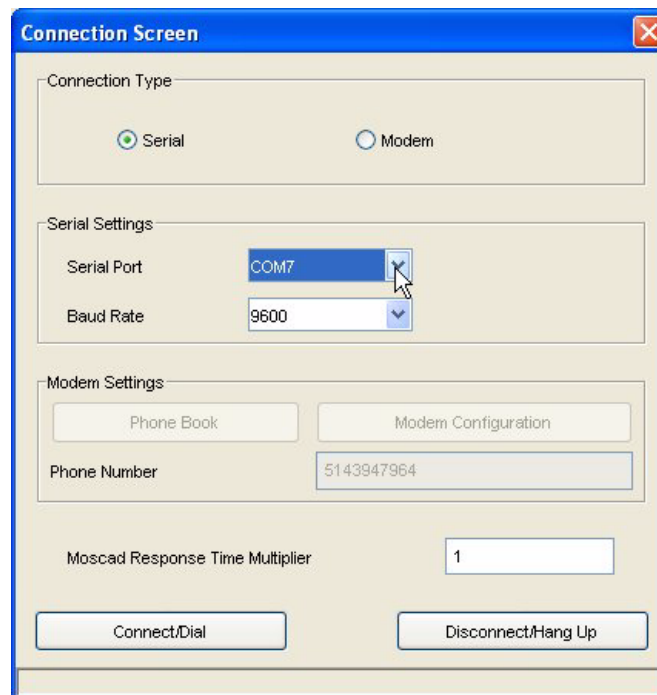 Connection Screen
Connection Type
Serial Modem
Serial Settings
Serial Port COM7
Baud Rate 9600
Modem Settings
Phone Book Modem Configuration
Phone Number 5143947964
Moscad Response Time Multiplier 1
Connect/Dial Disconnect/Hang Up